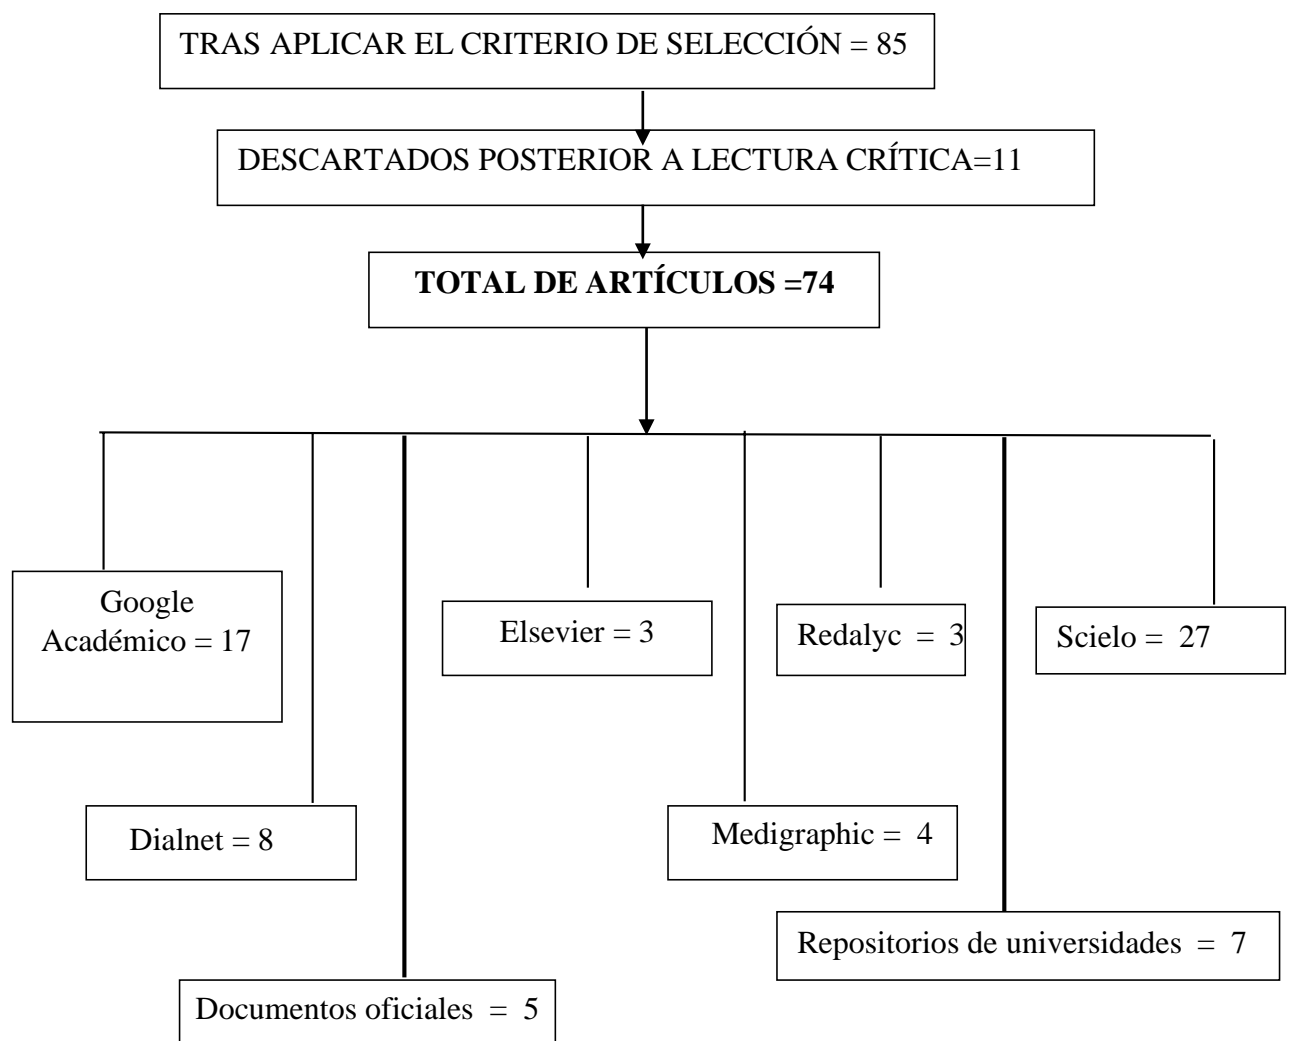 TRAS APLICAR EL CRITERIO DE SELECCIÓN = 85
DESCARTADOS POSTERIOR A LECTURA CRÍTICA=11
TOTAL DE ARTÍCULOS =74
Google
Académico = 17
Elsevier = 3
Redalyc = 3
Scielo = 27
Dialnet = 8
Medigraphic = 4
Repositorios de universidades = 7
Documentos oficiales = 5